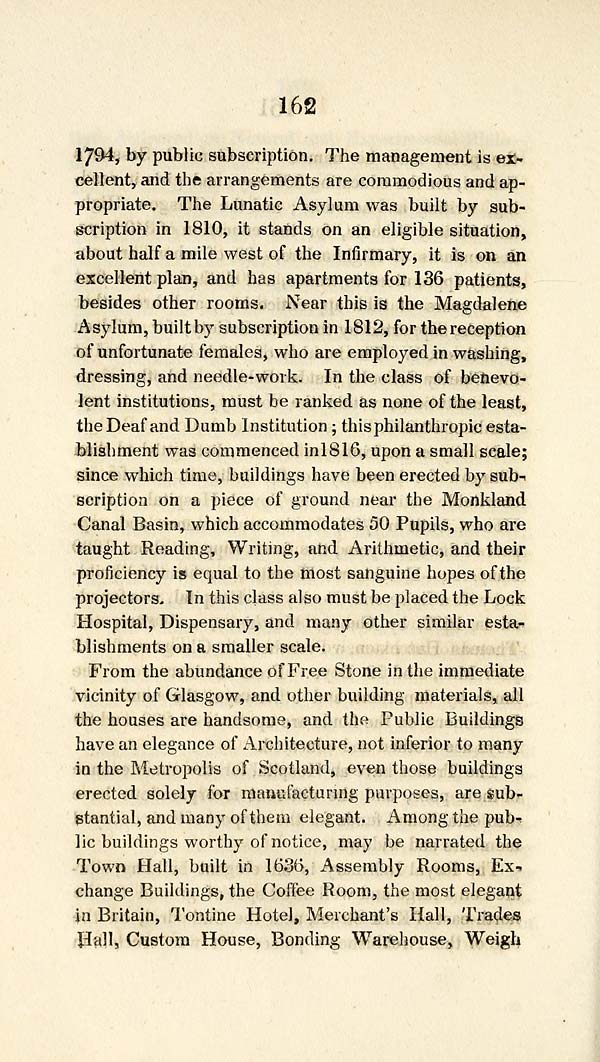 162
1794, by public subscription. The management is ex-
cellent, and the arrangements are commodious and ap-
propriate. The Lunatic Asylum was built by sub-
scription in 1810, it stands on an eligible situation,
about half a mile west of the Infirmary, it is on an
excellent plan, and has apartments for 136 patients,
besides other rooms. Near this is the Magdalene
Asylum, built by subscription in 1812, for the reception
of unfortunate females, who are employed in washing,
dressing, and needle-work. In the class of benevo-
lent institutions, must be ranked as none of the least,
the Deaf and Dumb Institution; this philanthropic esta-
blishment was commenced in 1816, upon a small scale;
since which time, buildings have been erected by sub-
scription on a piece of ground near the Monkland
Canal Basin, which accommodates 50 Pupils, who are
taught Reading, Writing, and Arithmetic, and their
proficiency is equal to the most sanguine hopes of the
projectors. In this class also must be placed the Lock
Hospital, Dispensary, and many other similar esta-
blishments on a smaller scale.
From the abundance of Free Stone in the immediate
vicinity of Glasgow, and other building materials, all
the houses are handsome, and the Public Buildings
have an elegance of Architecture, not inferior to many
in the Metropolis of Scotland, even those buildings
erected solely for manufacturing purposes, are sub-
stantial, and many of them elegant. Among the pub-
lic buildings worthy of notice, may be narrated the
Town Hall, built in 1636, Assembly Rooms, Ex-
change Buildings, the Coffee Room, the most elegant
in Britain, Tontine Hotel, Merchant's Hall, Trades
Hall, Custom House, Bonding Warehouse, Weigh